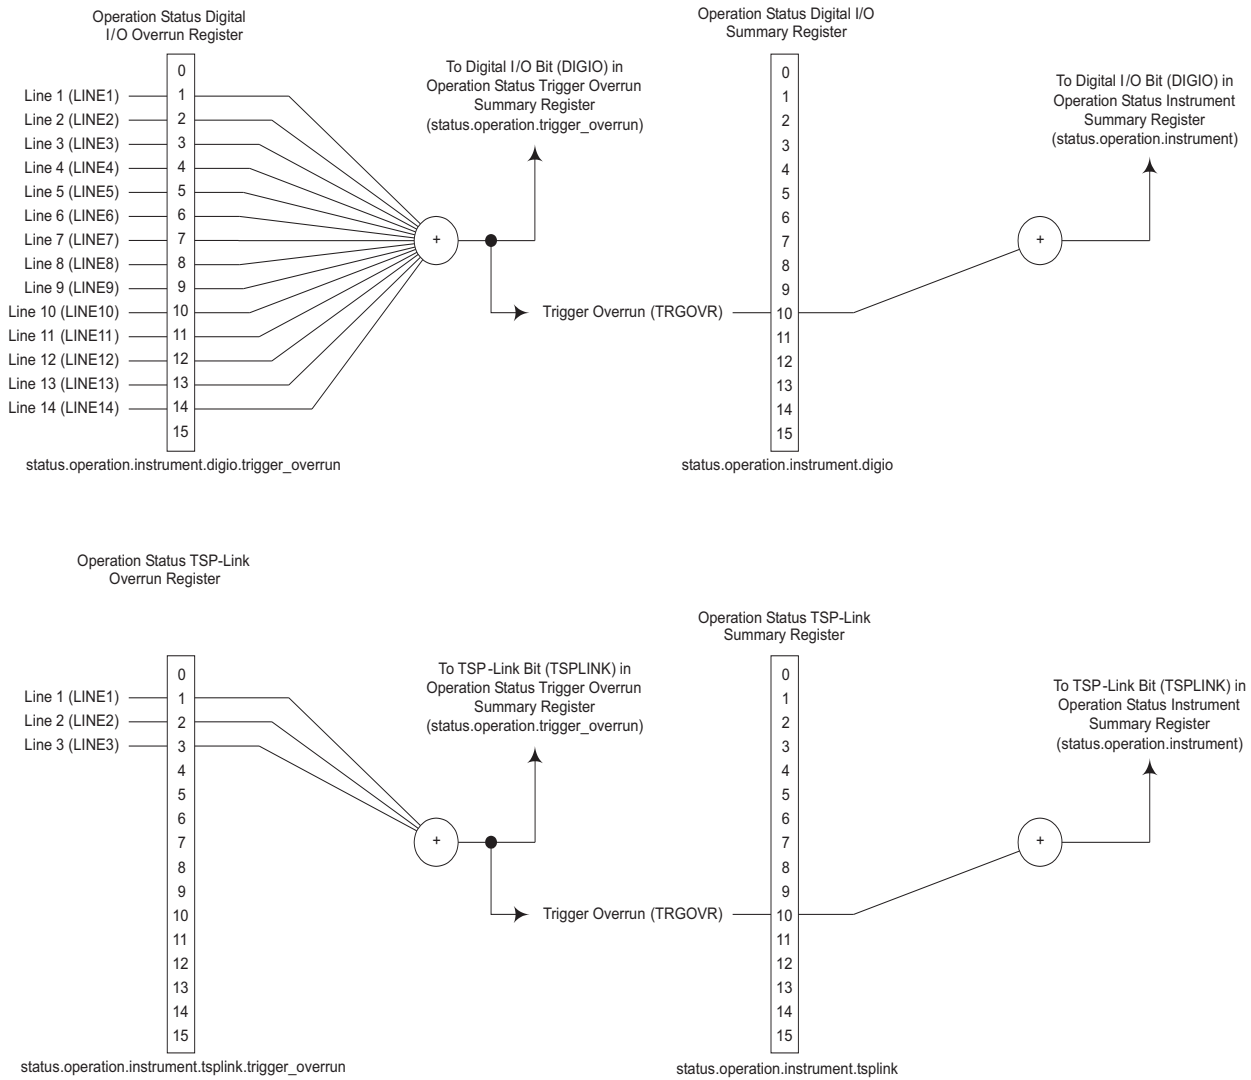 Operation Status Digital
I/O Overrun Register
0
Line 1 (LINE1) 1
Line 2 (LINE2) 2
Line 3 (LINE3) 3
Line 4 (LINE4) 4
Line 5 (LINE5) 5
Line 6 (LINE6) 6
Line 7 (LINE7) 7
Line 8 (LINE8) 8
Line 9 (LINE9) 9
Line 10 (LINE10) 10
Line 11 (LINE11) 11
Line 12 (LINE12) 12
Line 13 (LINE13) 13
Line 14 (LINE14) 14
15
status.operation.instrument.digio.trigger_overrun
To Digital I/O Bit (DIGIO) in
Operation Status Trigger Overrun
Summary Register
(status.operation.trigger_overrun)
+
Trigger Overrun (TRGOVR)
Operation Status Digital I/O
Summary Register
0
1
2
3
4
5
6
7
8
9
10
11
12
13
14
15
status.operation.instrument.digio
To Digital I/O Bit (DIGIO) in
Operation Status Instrument
Summary Register
(status.operation.instrument)
+
Operation Status TSP-Link
Overrun Register
0
Line 1 (LINE1) 1
Line 2 (LINE2) 2
Line 3 (LINE3) 3
4
5
6
7
8
9
10
11
12
13
14
15
status.operation.instrument.tsplink.trigger_overrun
To TSP-Link Bit (TSPLINK) in
Operation Status Trigger Overrun
Summary Register
(status.operation.trigger_overrun)
+
Trigger Overrun (TRGOVR)
Operation Status TSP-Link
Summary Register
0
1
2
3
4
5
6
7
8
9
10
11
12
13
14
15
status.operation.instrument.tsplink
To TSP-Link Bit (TSPLINK) in
Operation Status Instrument
Summary Register
(status.operation.instrument)
+